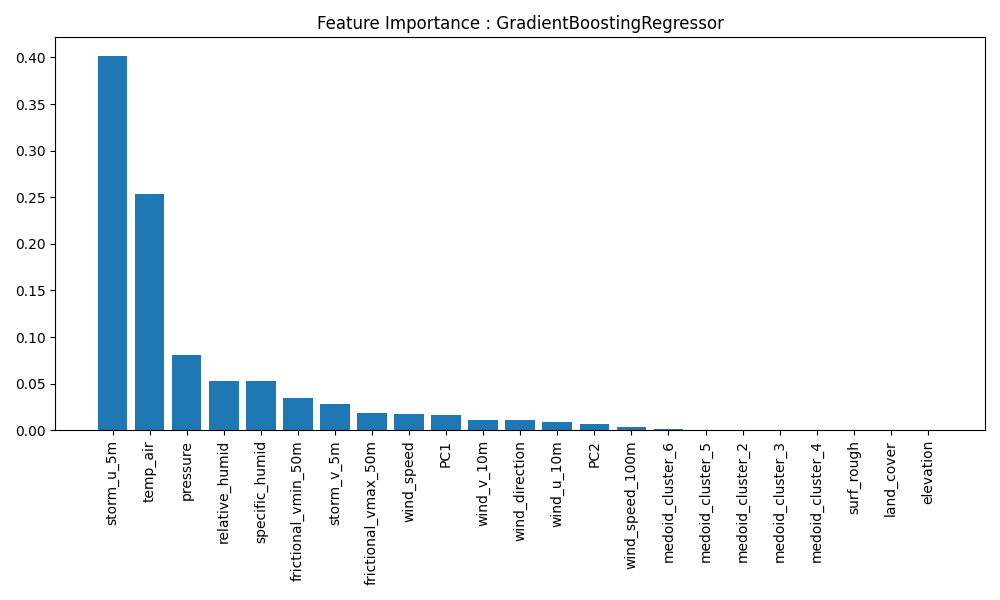 Feature Importance : GradientBoostingRegressor
0.40
0.35
0.30
0.25
0.20
0.15
0.10
0.05
0.00
storm_u_5m
temp_air
pressure
relative_humid
specific_humid
frictional_vmin_50m
storm_v_5m
frictional_vmax_50m
wind_speed
PC1
wind_v_10m
wind_direction
wind_u_10m
PC2
wind_speed_100m
medoid_cluster_6
medoid_cluster_5
medoid_cluster_2
medoid_cluster_3
medoid_cluster_4
surf_rough
land_cover
elevation